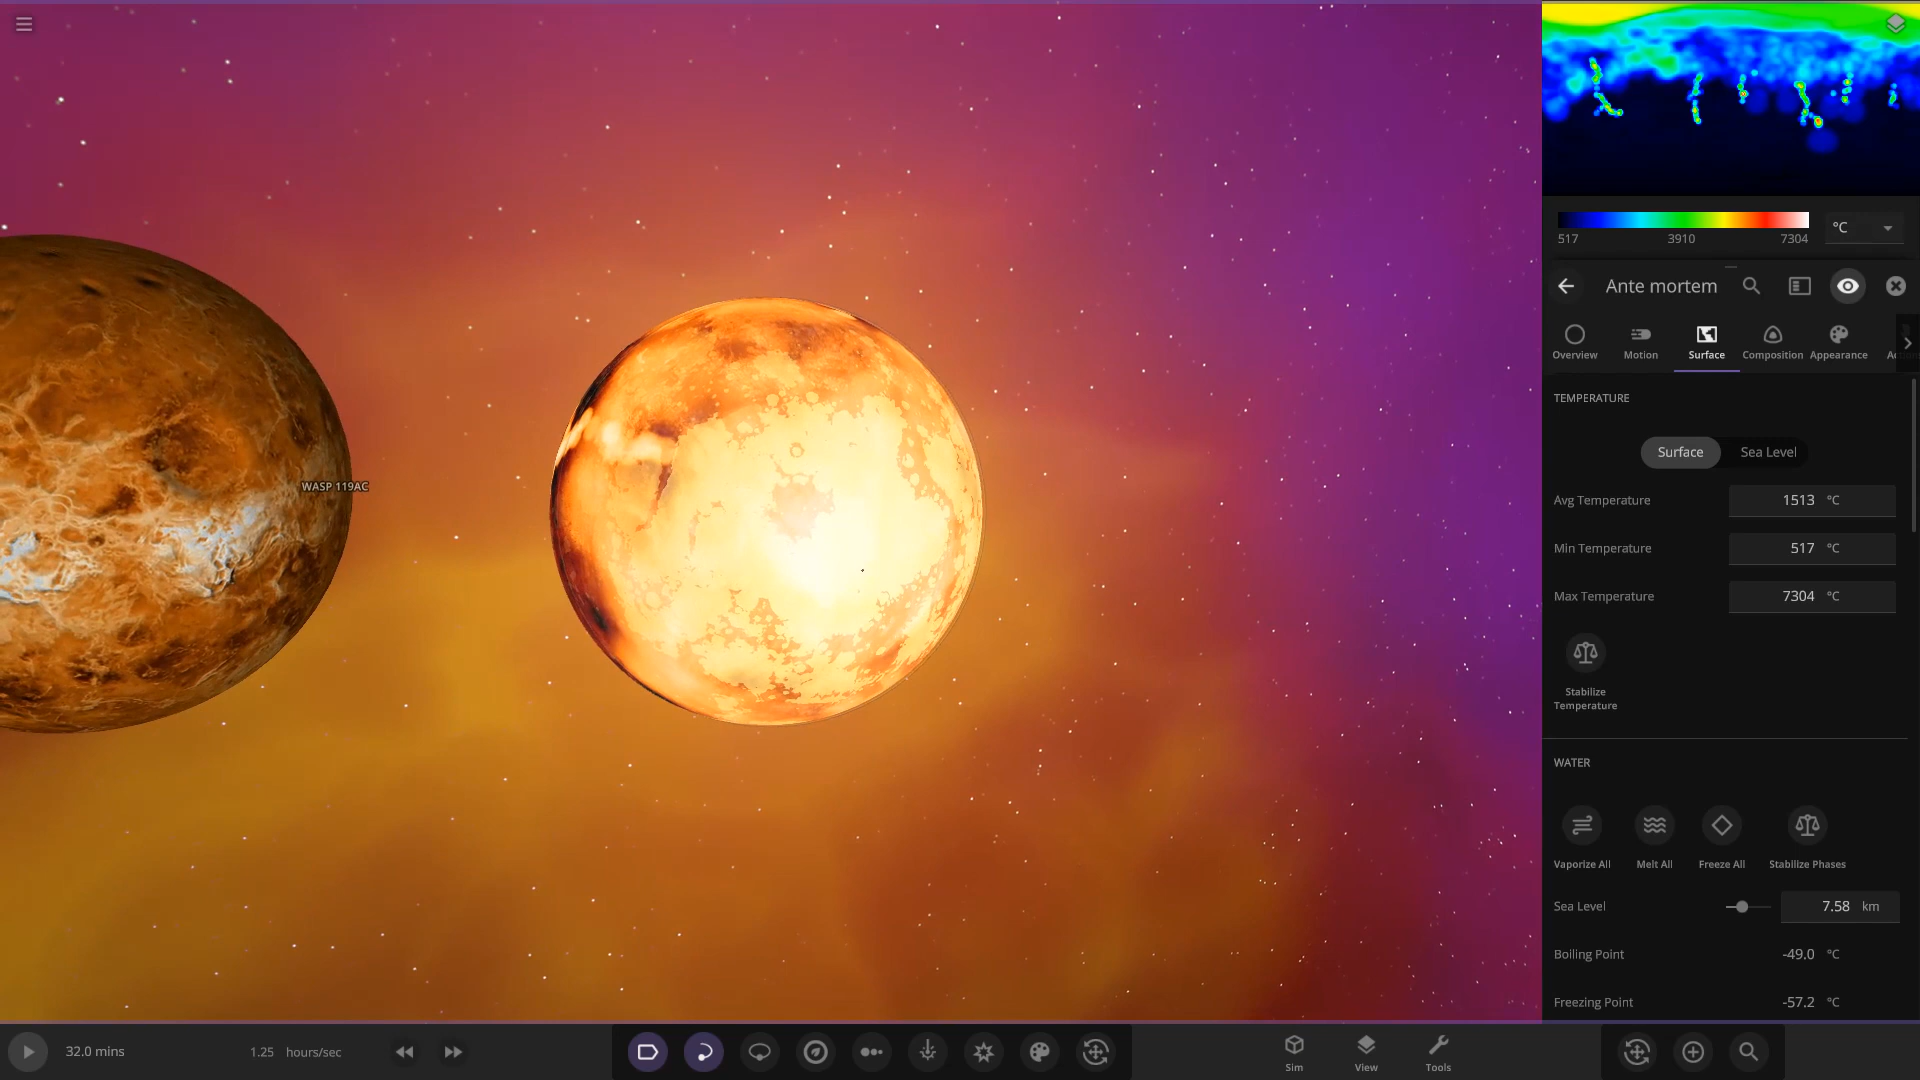 WASP 119AC
517 3910 7304 °C
Ante mortem
Overview Motion Surface Composition Appearance
TEMPERATURE
Surface Sea Level
Avg Temperature 1513 °C
Min Temperature 517 °C
Max Temperature 7304 °C
Stabilize
Temperature
WATER
Vaporize All Melt All Freeze All Stabilize Phases
Sea Level 7.58 km
Boiling Point -49.0 °C
Freezing Point -57.2 °C
32.0 mins 1.25 hours/sec
Sim View Tools